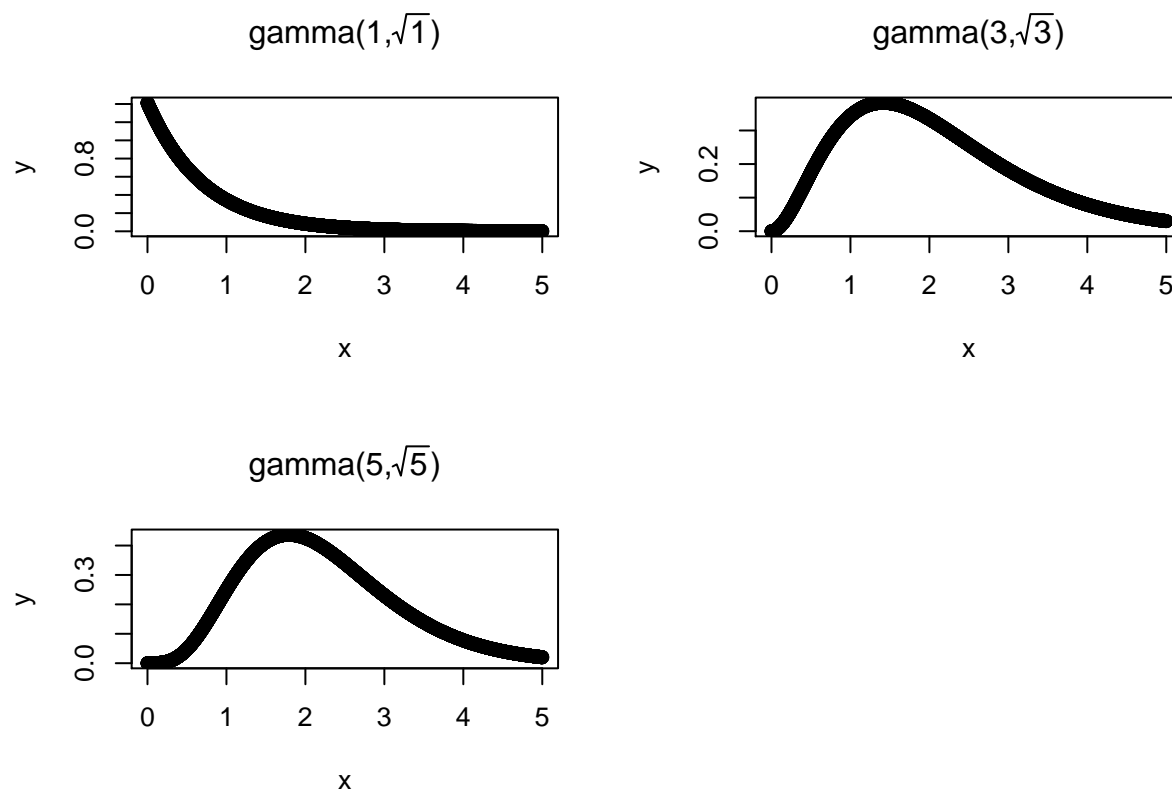 gamma(1,√1)
y
0.0 0.8
0 1 2 3 4 5
x
gamma(3,√3)
y
0.0 0.2
0 1 2 3 4 5
x
gamma(5,√5)
y
0.0 0.3
0 1 2 3 4 5
x